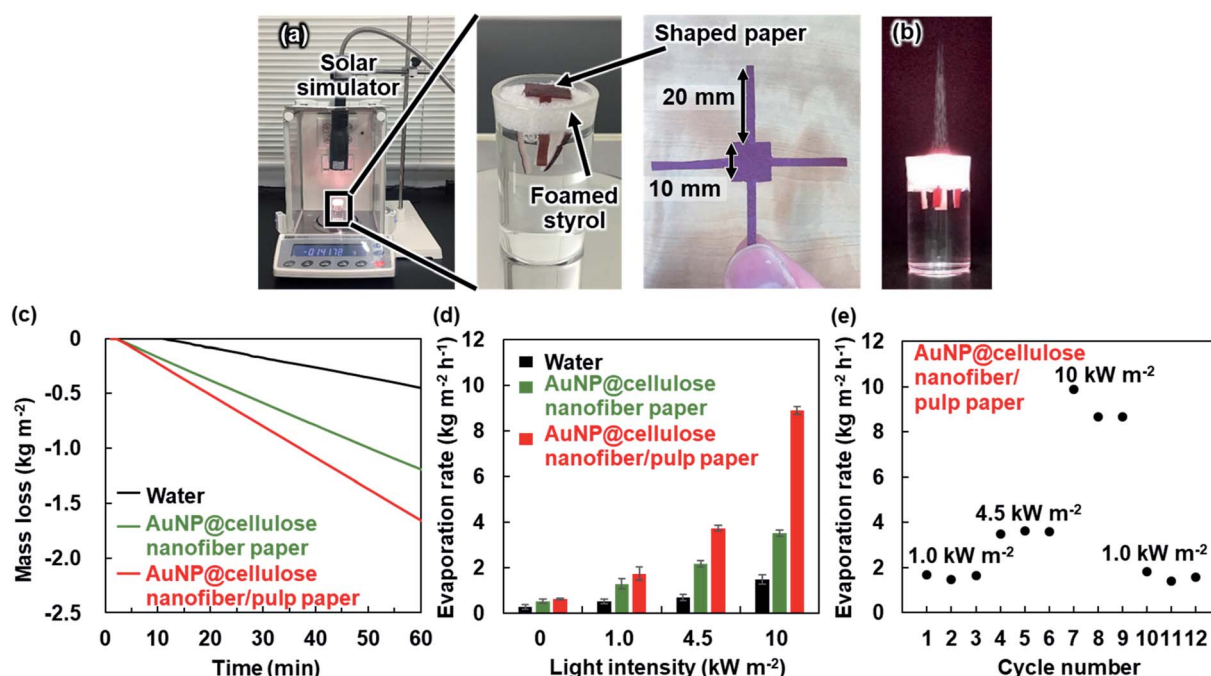 (a)
Solar
simulator
Shaped paper
Foamed
styrol
20 mm
10 mm
(b)
(c)
Mass loss (kg m-2)
0
-0.5
-1.0
-1.5
-2.0
-2.5
Water
AuNP@cellulose
nanofiber paper
AuNP@cellulose
nanofiber/pulp paper
0 10 20 30 40 50 60
Time (min)
(d)
Evaporation rate (kg m-2 h-1)
12
10
8
6
4
2
0
Water
AuNP@cellulose
nanofiber paper
AuNP@cellulose
nanofiber/pulp paper
0 1.0 4.5 10
Light intensity (kW m-2)
(e)
Evaporation rate (kg m-2 h-1)
12
10
8
6
4
2
0
AuNP@cellulose
nanofiber/
pulp paper
10 kW m-2
4.5 kW m-2
1.0 kW m-2
1.0 kW m-2
1 2 3 4 5 6 7 8 9 10 11 12
Cycle number